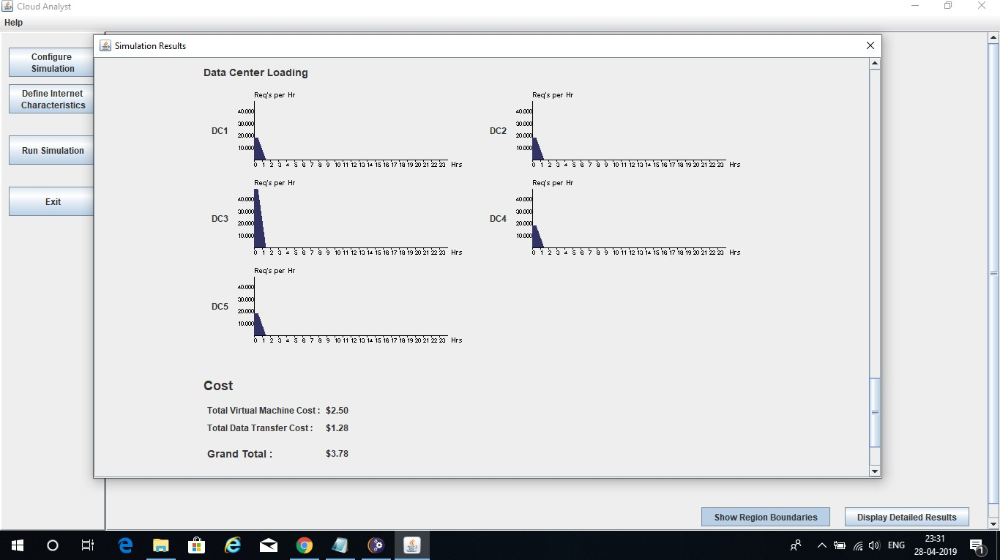 Cloud Analyst
Help
Configure
Simulation
Define Internet
Characteristics
Run Simulation
Exit
Simulation Results
Data Center Loading
Req's per Hr
40,000
30,000
20,000
10,000
DC1
0 1 2 3 4 5 6 7 8 9 10 11 12 13 14 15 16 17 18 19 20 21 22 23 Hrs
Req's per Hr
40,000
30,000
20,000
10,000
DC2
0 1 2 3 4 5 6 7 8 9 10 11 12 13 14 15 16 17 18 19 20 21 22 23 Hrs
Req's per Hr
40,000
30,000
20,000
10,000
DC3
0 1 2 3 4 5 6 7 8 9 10 11 12 13 14 15 16 17 18 19 20 21 22 23 Hrs
Req's per Hr
40,000
30,000
20,000
10,000
DC4
0 1 2 3 4 5 6 7 8 9 10 11 12 13 14 15 16 17 18 19 20 21 22 23 Hrs
Req's per Hr
40,000
30,000
20,000
10,000
DC5
0 1 2 3 4 5 6 7 8 9 10 11 12 13 14 15 16 17 18 19 20 21 22 23 Hrs
Cost
Total Virtual Machine Cost : $2.50
Total Data Transfer Cost : $1.28
Grand Total : $3.78
Show Region Boundaries
Display Detailed Results
ENG
23:31
28-04-2019
1